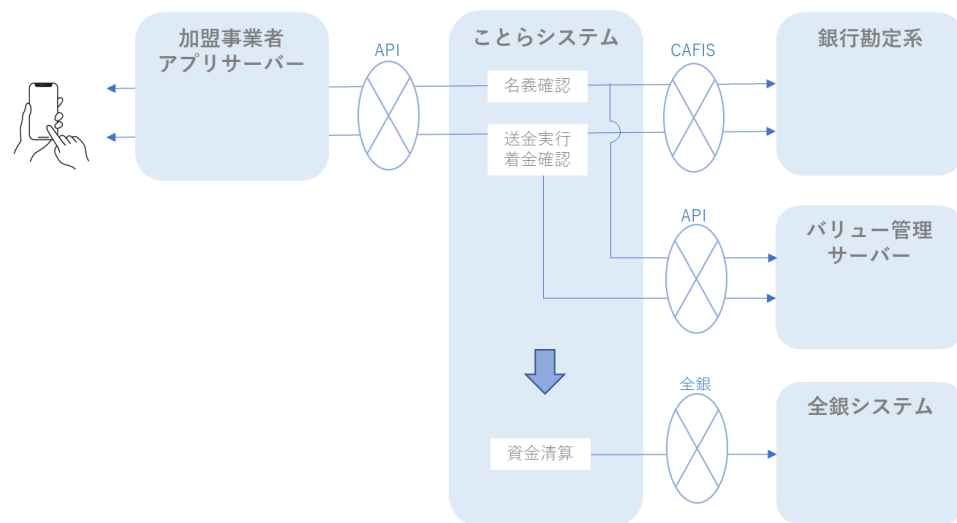 加盟事業者
アプリサーバー
API
ことらシステム
CAFIS
銀行勘定系
名義確認
送金実行
着金確認
API
バリュー管理
サーバー
全銀
全銀システム
資金清算